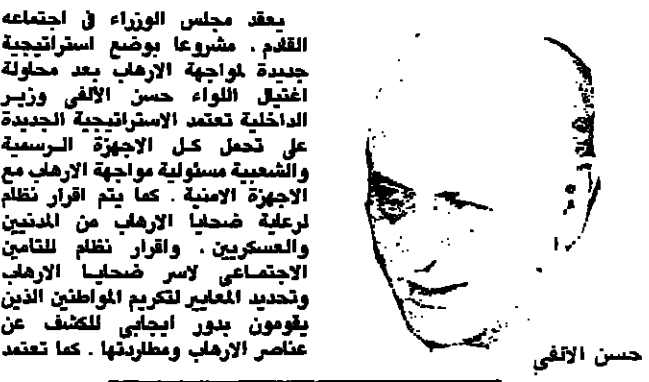 يعقد مجلس الوزراء في اجتماعه
القادم . مشروعا بوضع استراتيجية
جديدة لمواجهة الارهاب بعد محاولة
اغتيال اللواء حسن الألفى وزير
الداخلية تعتمد الاستراتيجية الجديدة
على تحمل كل الاجهزة الرسمية
والشعبية مسئولية مواجهة الارهاب مع
الاجهزة الامنية . كما يتم اقرار نظام
لرعاية ضحايا الارهاب من المدنيين
والعسكريين . واقرار نظام للتامين
الاجتماعى لاسر ضحايا الارهاب
وتحديد المعايير لتكريم المواطنين الذين
يقومون بدور ايجابى للكشف عن
عناصر الارهاب ومطاردتها . كما تعتمد
حسن الالفي